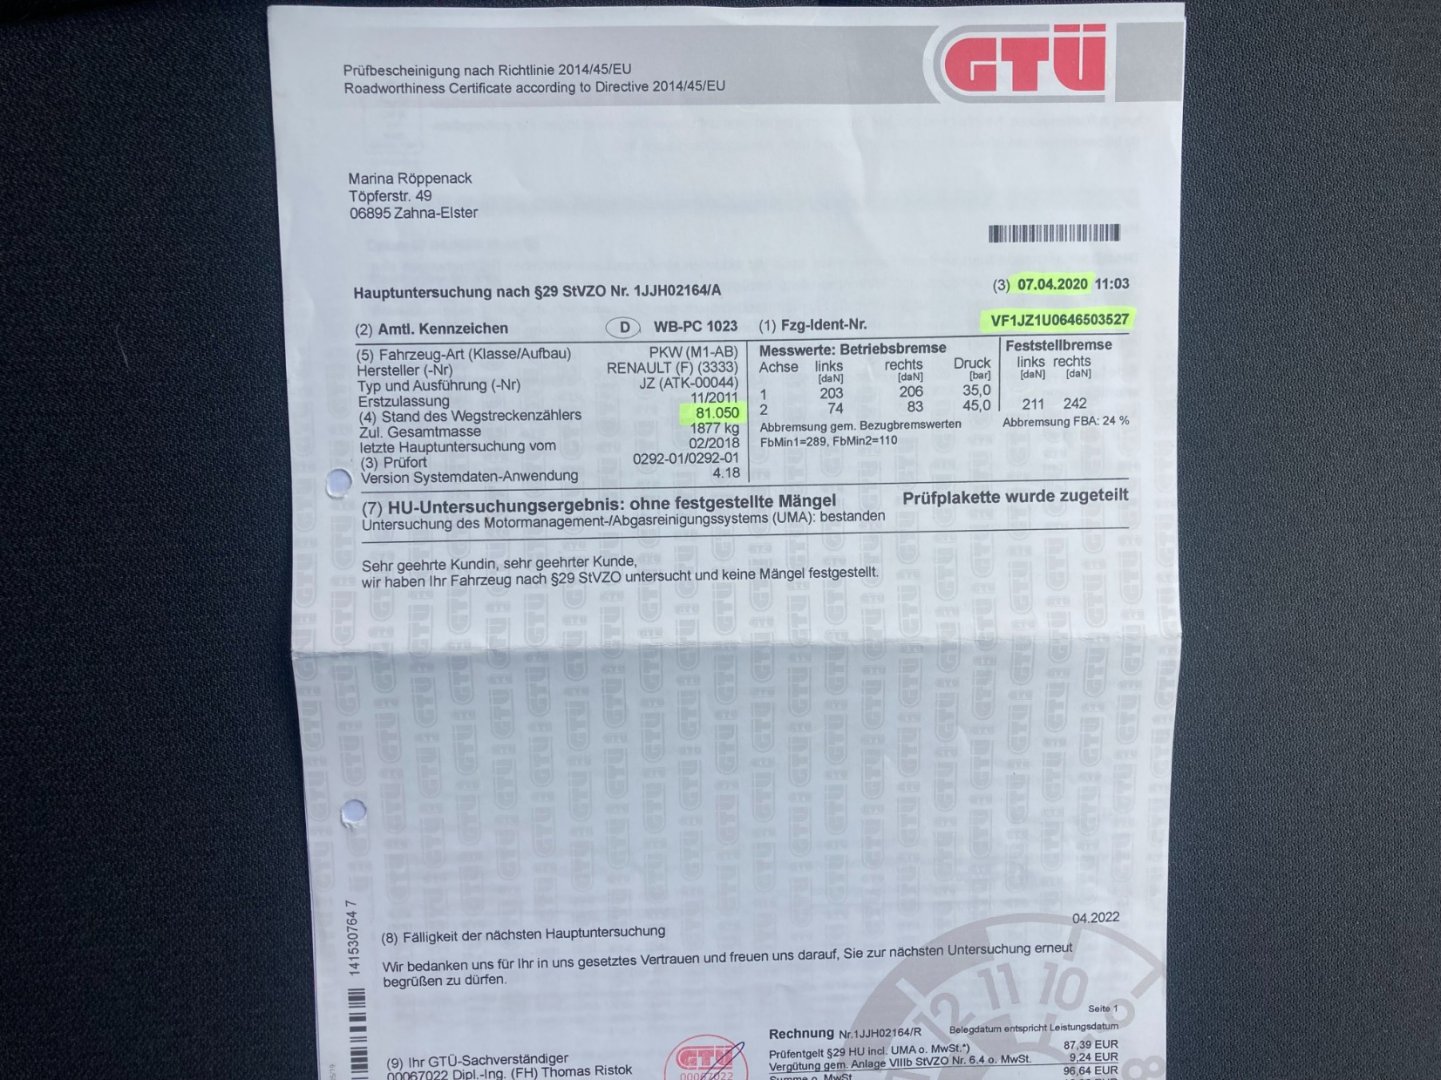 GTÜ
Prüfbescheinigung nach Richtlinie 2014/45/EU
Roadworthiness Certificate according to Directive 2014/45/EU
Marina Röppenack
Töpferstr. 49
06895 Zahna-Elster
Hauptuntersuchung nach §29 StVZO Nr. 1JJH02164/A (3) 07.04.2020 11:03
(2) Amtl. Kennzeichen D WB-PC 1023 (1) Fzg-Ident-Nr. VF1JZ1U0646503527
(5) Fahrzeug-Art (Klasse/Aufbau) PKW (M1-AB)
Hersteller (-Nr) RENAULT (F) (3333)
Typ und Ausführung (-Nr) JZ (ATK-00044)
Erstzulassung 11/2011
(4) Stand des Wegstreckenzählers 81.050
Zul. Gesamtmasse 1877 kg
letzte Hauptuntersuchung vom 02/2018
(3) Prüfort 0292-01/0292-01
Version Systemdaten-Anwendung 4.18
Messwerte: Betriebsbremse
Achse links rechts Druck
[daN] [daN] [bar]
1 203 206 35,0
2 74 83 45,0
Abbremsung gem. Bezugbremswerten
FbMin1=289, FbMin2=110
Feststellbremse
links rechts
[daN] [daN]
211 242
Abbremsung FBA: 24 %
(7) HU-Untersuchungsergebnis: ohne festgestellte Mängel Prüfplakette wurde zugeteilt
Untersuchung des Motormanagement-/Abgasreinigungssystems (UMA): bestanden
Sehr geehrte Kundin, sehr geehrter Kunde,
wir haben Ihr Fahrzeug nach §29 StVZO untersucht und keine Mängel festgestellt.
141530764 7
(8) Fälligkeit der nächsten Hauptuntersuchung 04.2022
Wir bedanken uns für Ihr in uns gesetztes Vertrauen und freuen uns darauf, Sie zur nächsten Untersuchung erneut
begrüßen zu dürfen.
12 11 10 9 8
Seite 1
(9) Ihr GTÜ-Sachverständiger
00067022 Dipl.-Ing. (FH) Thomas Ristok
GTÜ
00067022
Rechnung Nr.1JJH02164/R Belegdatum entspricht Leistungsdatum
Prüfentgelt §29 HU incl. UMA o. MwSt.*) 87,39 EUR
Vergütung gem. Anlage VIIIb StVZO Nr. 6.4 o. MwSt. 9,24 EUR
Summe o. MwSt. 96,64 EUR